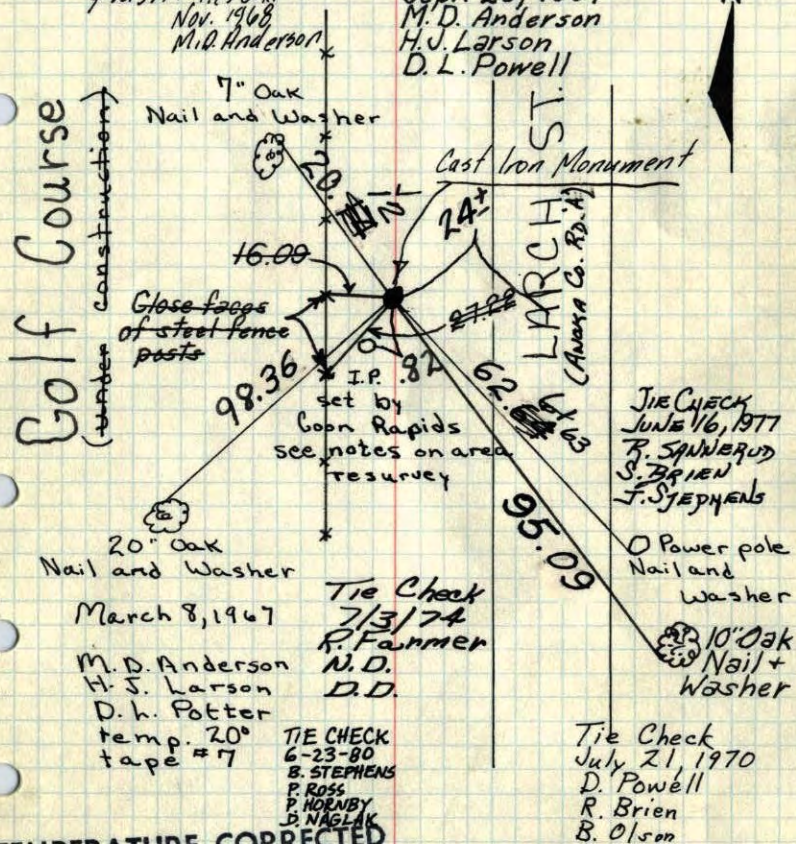 Nov. 1968
M.D. Anderson
M.D. Anderson
H.J. Larson
D.L. Powell
7" Oak
Nail and Washer
Golf Course
(under construction)
20.
12
Cast Iron Monument
24±
LARCH ST.
(Anoka Co. Rd. A)
16.00
27.22
Close faces
of steel fence
posts
98.36
I.P. .82
set by
Coon Rapids
see notes on area
resurvey
62.
63
95.09
TIE CHECK
JUNE 16, 1977
R. SANNERUD
S. BRIEN
J. STEPHENS
20" Oak
Nail and Washer
Power pole
Nail and
Washer
10" Oak
Nail +
Washer
March 8, 1967
M.D. Anderson
H.J. Larson
D.L. Potter
temp. 20°
tape #7
Tie Check
7/3/74
R. Farmer
N.D.
D.D.
TIE CHECK
6-23-80
B. STEPHENS
P. ROSS
P. HORNBY
D. NAGLAK
Tie Check
July 21, 1970
D. Powell
R. Brien
B. Olson
TEMPERATURE CORRECTED